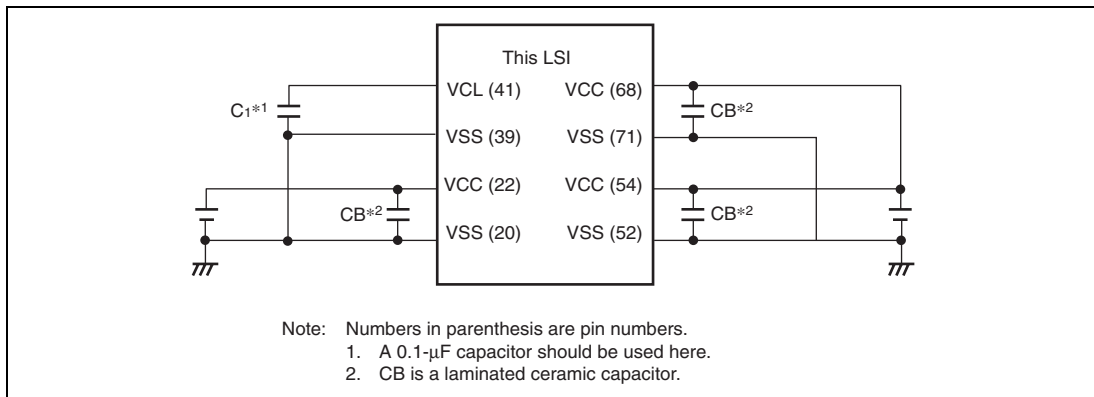 This LSI
VCL (41) VCC (68)
C1*1 CB*2
VSS (39) VSS (71)
VCC (22) VCC (54)
CB*2 CB*2
VSS (20) VSS (52)
Note: Numbers in parenthesis are pin numbers.
1. A 0.1-μF capacitor should be used here.
2. CB is a laminated ceramic capacitor.